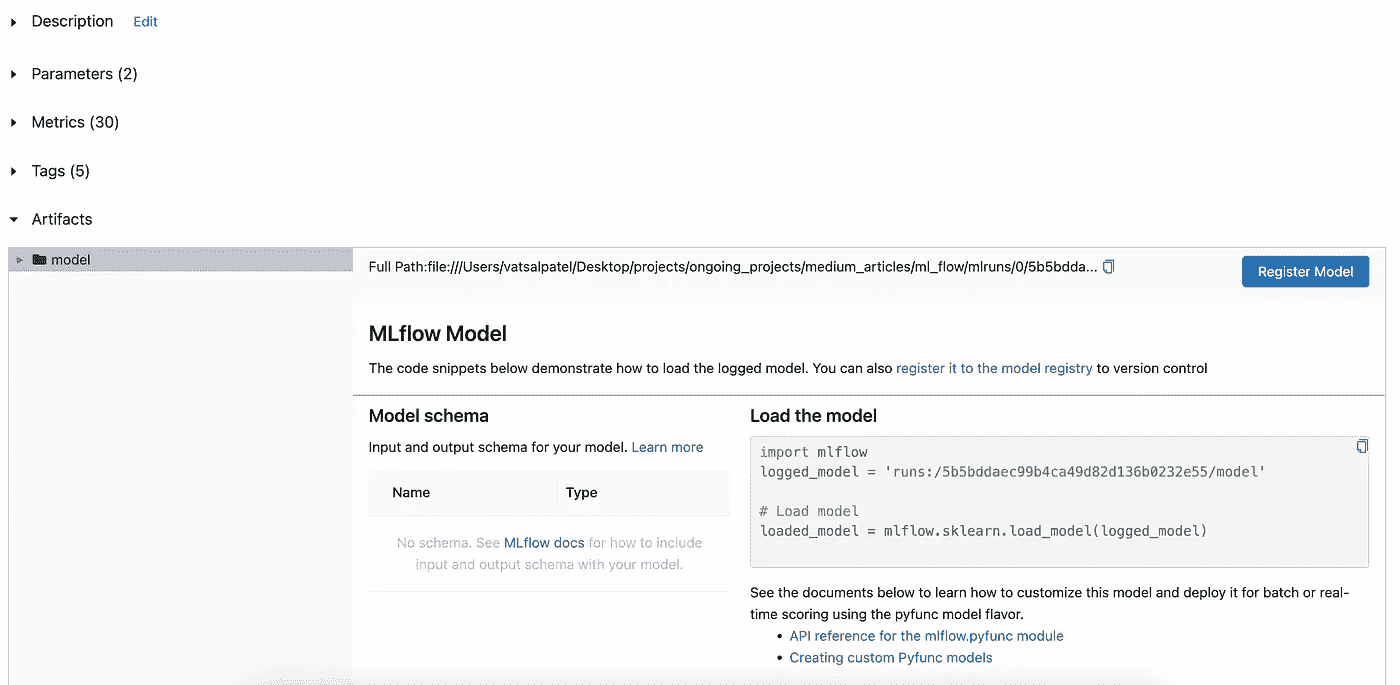 Description Edit
Parameters (2)
Metrics (30)
Tags (5)
Artifacts
model
Full Path:file:///Users/vatsalpatel/Desktop/projects/ongoing_projects/medium_articles/ml_flow/mlruns/0/5b5bdda...
Register Model
MLflow Model
The code snippets below demonstrate how to load the logged model. You can also register it to the model registry to version control
Model schema
Input and output schema for your model. Learn more
Name Type
No schema. See MLflow docs for how to include
input and output schema with your model.
Load the model
import mlflow
logged_model = 'runs:/5b5bddaec99b4ca49d82d136b0232e55/model'
# Load model
loaded_model = mlflow.sklearn.load_model(logged_model)
See the documents below to learn how to customize this model and deploy it for batch or real-
time scoring using the pyfunc model flavor.
• API reference for the mlflow.pyfunc module
• Creating custom Pyfunc models